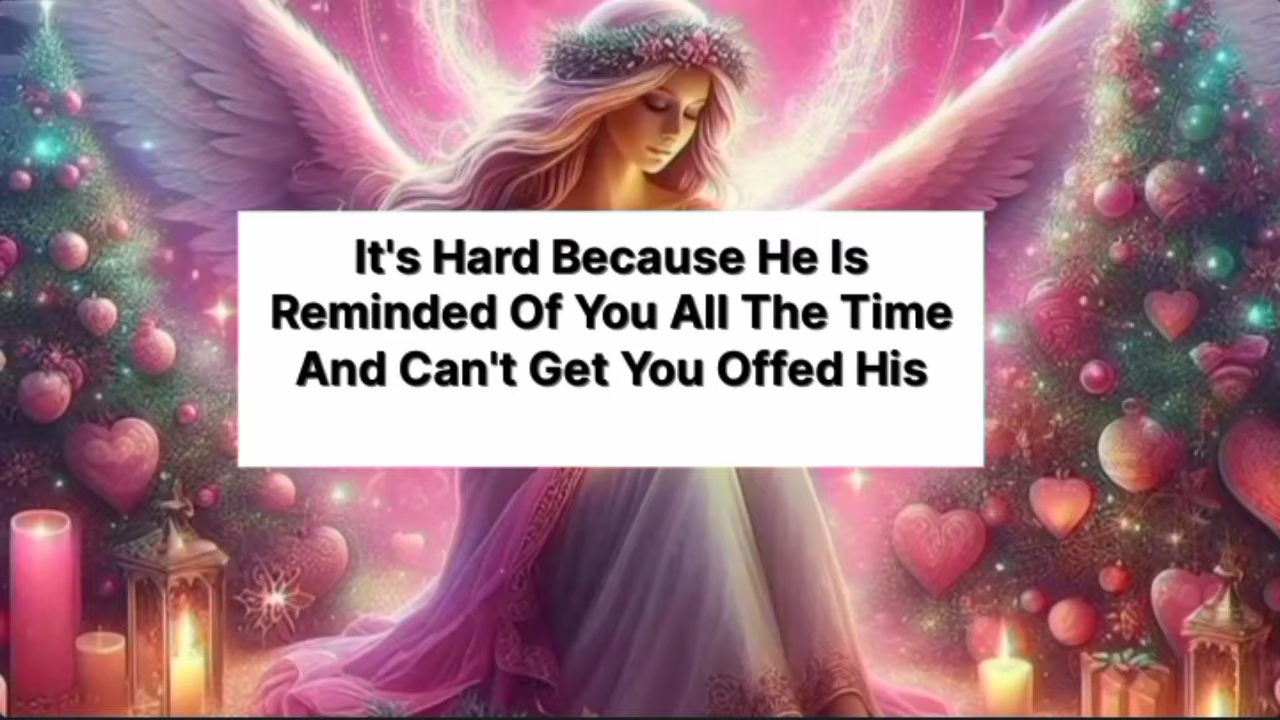 It's Hard Because He Is
Reminded Of You All The Time
And Can't Get You Offed His